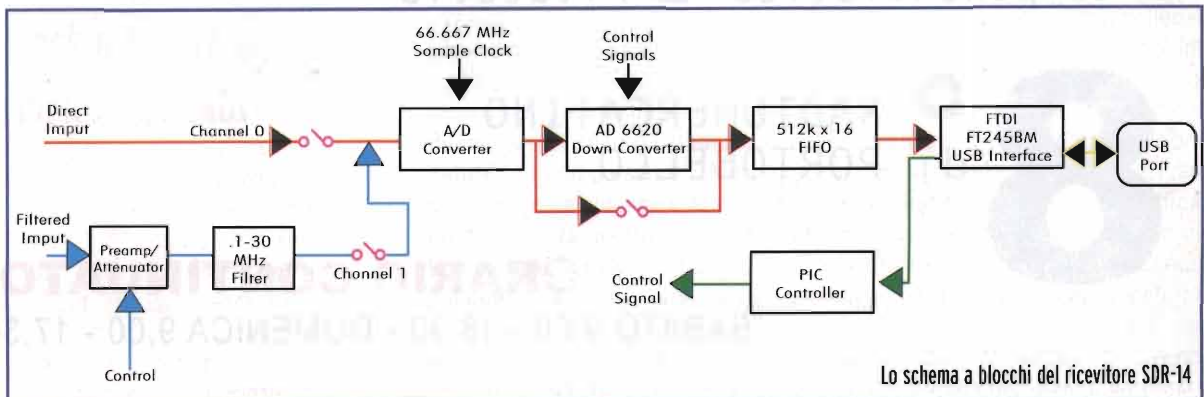 66.667 MHz
Somple Clock
Control
Signals
Direct
Imput
Channel 0
A/D
Converter
AD 6620
Down Converter
512k x 16
FIFO
FTDI
FT245BM
USB Interface
USB
Port
Filtered
Imput
Preamp/
Attenuator
.1-30
MHz
Filter
Channel 1
Control
Signal
PIC
Controller
Control
Lo schema a blocchi del ricevitore SDR-14